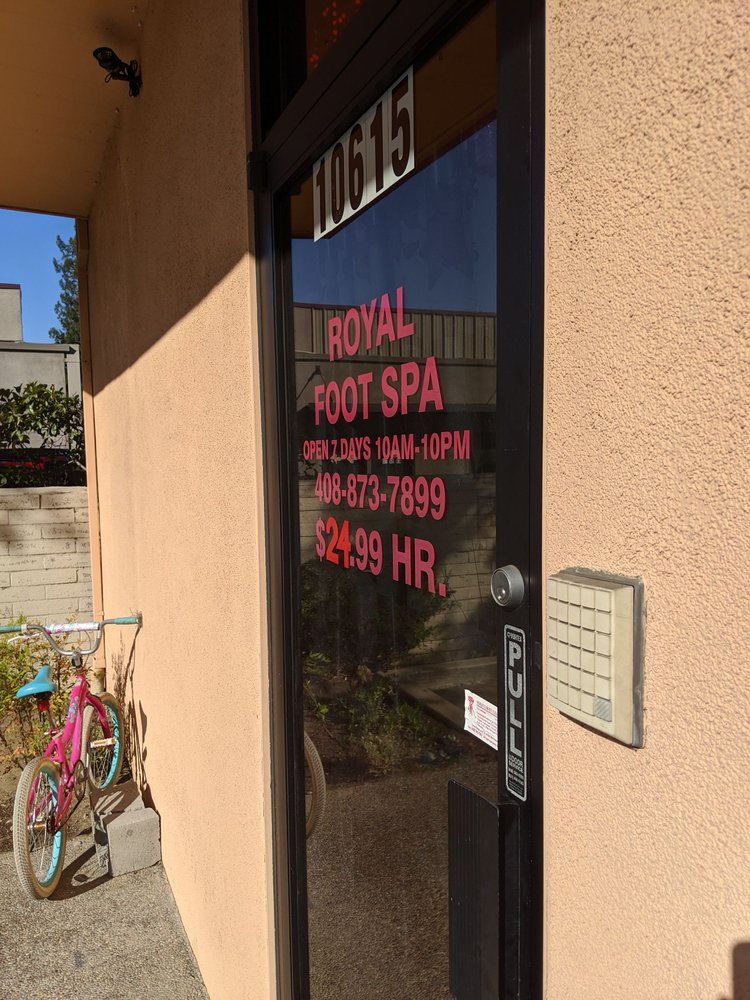 10615
ROYAL
FOOT SPA
OPEN 7 DAYS 10AM-10PM
408-873-7899
$24.99 HR.
PULL